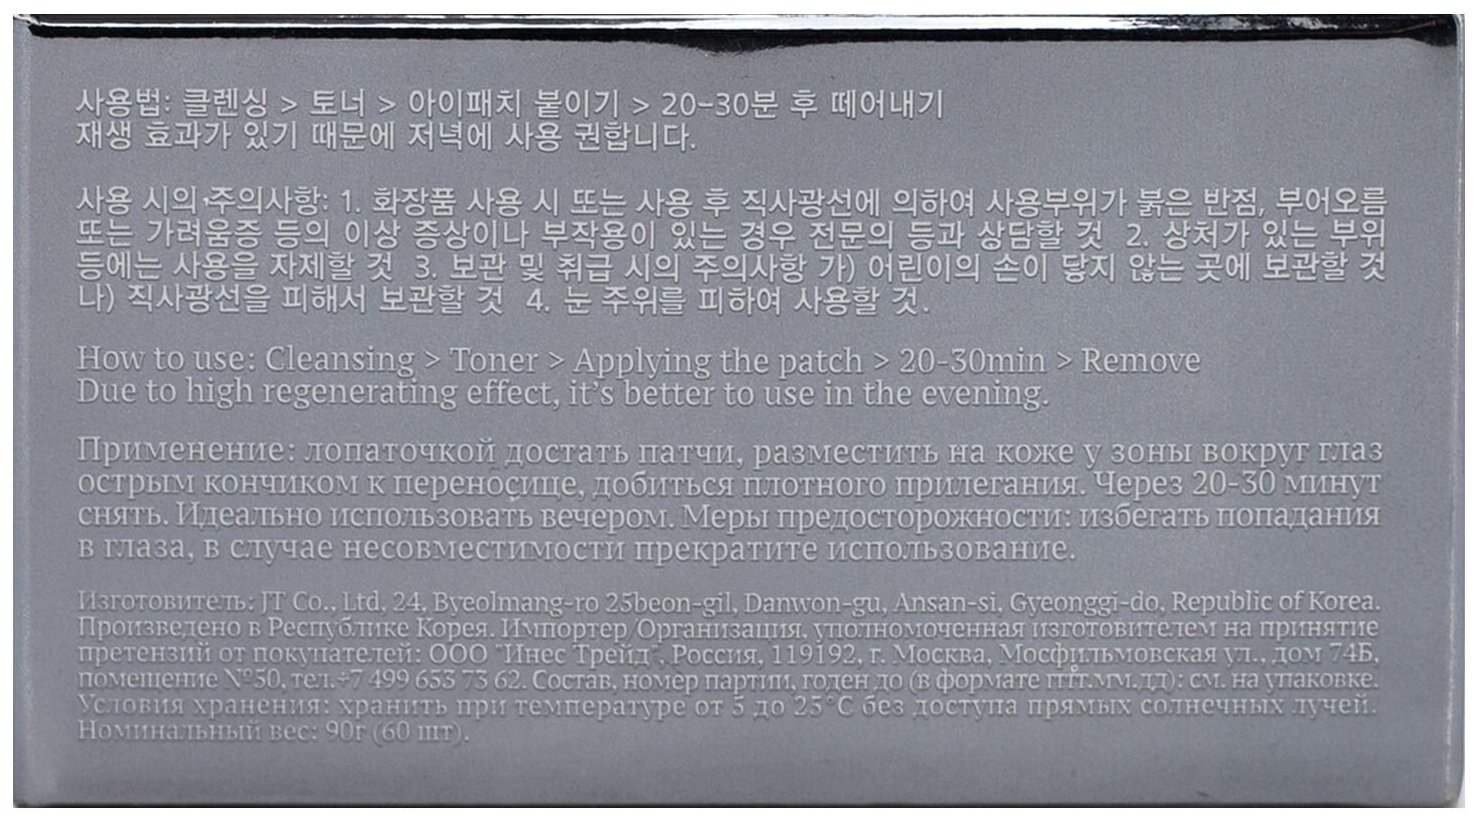 사용법: 클렌싱 > 토너 > 아이패치 붙이기 > 20-30분 후 떼어내기
재생 효과가 있기 때문에 저녁에 사용 권합니다.
사용 시의 주의사항: 1. 화장품 사용 시 또는 사용 후 직사광선에 의하여 사용부위가 붉은 반점, 부어오름
또는 가려움증 등의 이상 증상이나 부작용이 있는 경우 전문의 등과 상담할 것 2. 상처가 있는 부위
등에는 사용을 자제할 것 3. 보관 및 취급 시의 주의사항 가) 어린이의 손이 닿지 않는 곳에 보관할 것
나) 직사광선을 피해서 보관할 것 4. 눈 주위를 피하여 사용할 것.
How to use: Cleansing > Toner > Applying the patch > 20-30min > Remove
Due to high regenerating effect, it's better to use in the evening.
Применение: лопаточкой достать патчи, разместить на коже у зоны вокруг глаз
острым кончиком к переносице, добиться плотного прилегания. Через 20-30 минут
снять. Идеально использовать вечером. Меры предосторожности: избегать попадания
в глаза, в случае несовместимости прекратите использование.
Изготовитель: JT Co., Ltd, 24, Byeolmang-ro 25beon-gil, Danwon-gu, Ansan-si, Gyeonggi-do, Republic of Korea.
Произведено в Республике Корея. Импортер/Организация, уполномоченная изготовителем на принятие
претензий от покупателей: ООО "Инес Трейд", Россия, 119192, г. Москва, Мосфильмовская ул., дом 74Б,
помещение №50, тел.+7 499 653 73 62. Состав, номер партии, годен до (в формате гггг.мм.дд): см. на упаковке.
Условия хранения: хранить при температуре от 5 до 25°С без доступа прямых солнечных лучей.
Номинальный вес: 90г (60 шт).